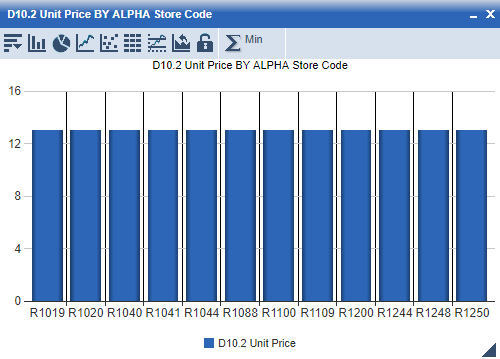 D10.2 Unit Price BY ALPHA Store Code
Min
D10.2 Unit Price BY ALPHA Store Code
16
12
8
4
0
R1019 R1020 R1040 R1041 R1044 R1088 R1100 R1109 R1200 R1244 R1248 R1250
D10.2 Unit Price